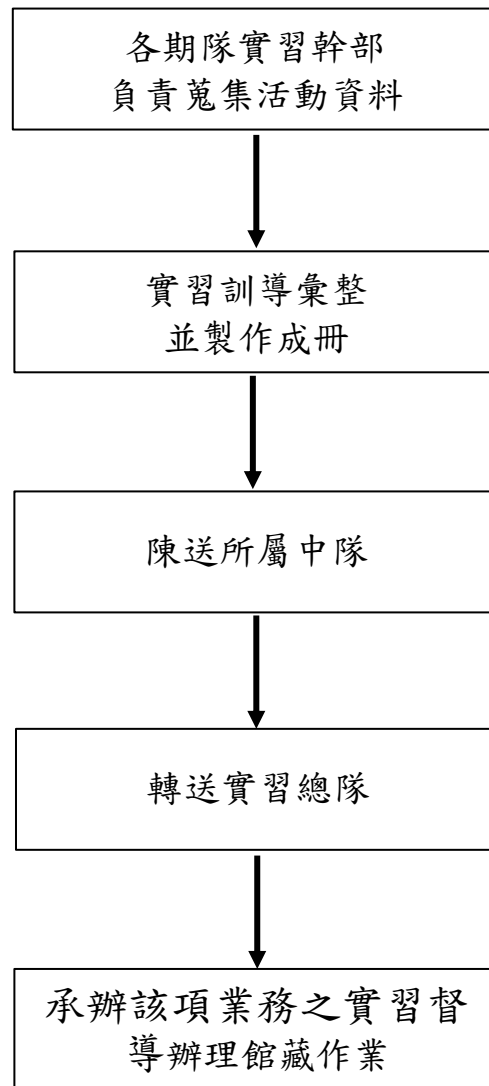 各期隊實習幹部
負責蒐集活動資料
實習訓導彙整
並製作成冊
陳送所屬中隊
轉送實習總隊
承辦該項業務之實習督
導辦理館藏作業